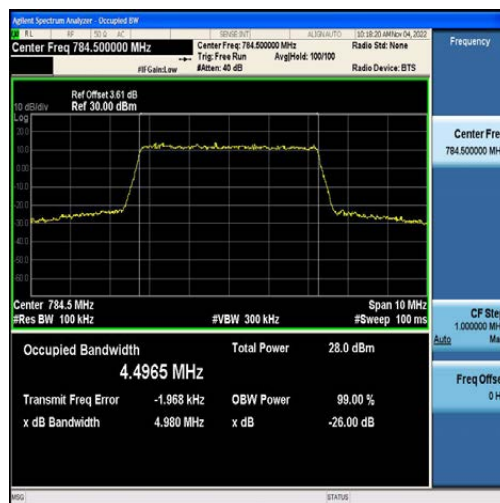 Agilent Spectrum Analyzer - Occupied BW
RL RF 50 Ω AC SENSE:INT ALIGN AUTO 10:18:20 AM Nov 04, 2022
Center Freq 784.500000 MHz
Center Freq: 784.500000 MHz
Radio Std: None
Trig: Free Run Avg|Hold: 100/100
#IFGain:Low #Atten: 40 dB Radio Device: BTS
Ref Offset 3.61 dB
10 dB/div Ref 30.00 dBm
Log
20.0
10.0
0.00
-10.0
-20.0
-30.0
-40.0
-50.0
-60.0
Center 784.5 MHz Span 10 MHz
#Res BW 100 kHz #VBW 300 kHz #Sweep 100 ms
Occupied Bandwidth Total Power 28.0 dBm
4.4965 MHz
Transmit Freq Error -1.968 kHz OBW Power 99.00 %
x dB Bandwidth 4.980 MHz x dB -26.00 dB
MSG STATUS
Frequency
Center Fre
784.500000 MH
CF Ste
1.000000 M
Auto Ma
Freq Offse
0 H